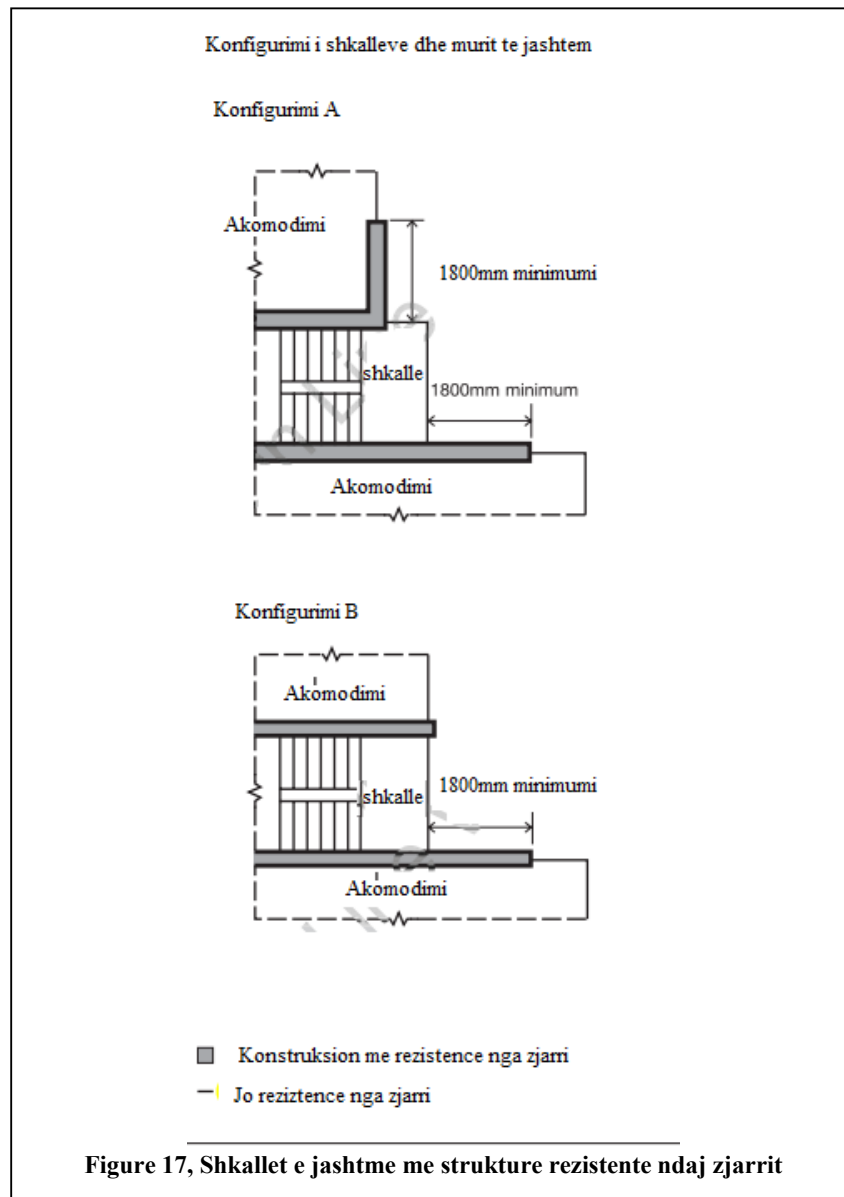 Konfigurimi i shkalleve dhe murit te jashtem
Konfigurimi A
Akomodimi
1800mm minimumi
shkalle
1800mm minimum
Akomodimi
Konfigurimi B
Akomodimi
1800mm minimumi
shkalle
Akomodimi
Konstruksion me rezistence nga zjarri
Jo reziztence nga zjarri
Figure 17, Shkallet e jashtme me strukture rezistente ndaj zjarrit